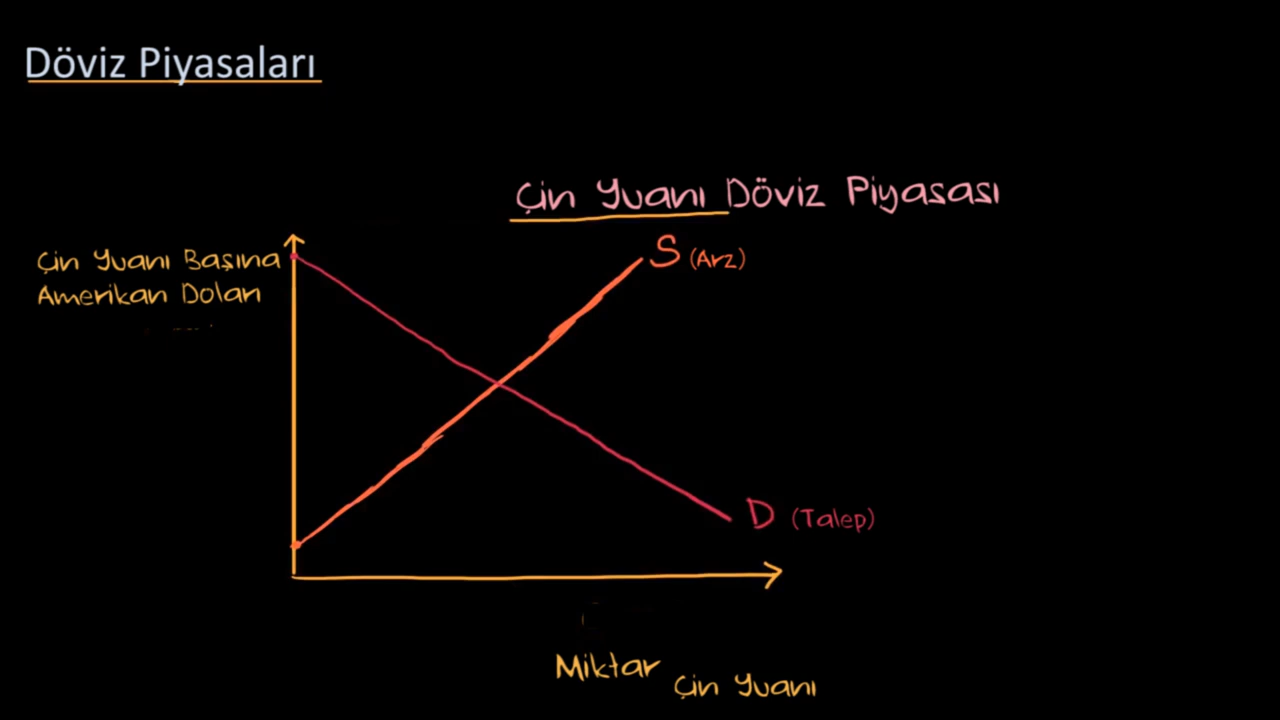 Döviz Piyasaları
Çin Yuanı Döviz Piyasası
S (Arz)
Çin Yuanı Başına
Amerikan Doları
D (Talep)
Miktar
Çin Yuanı